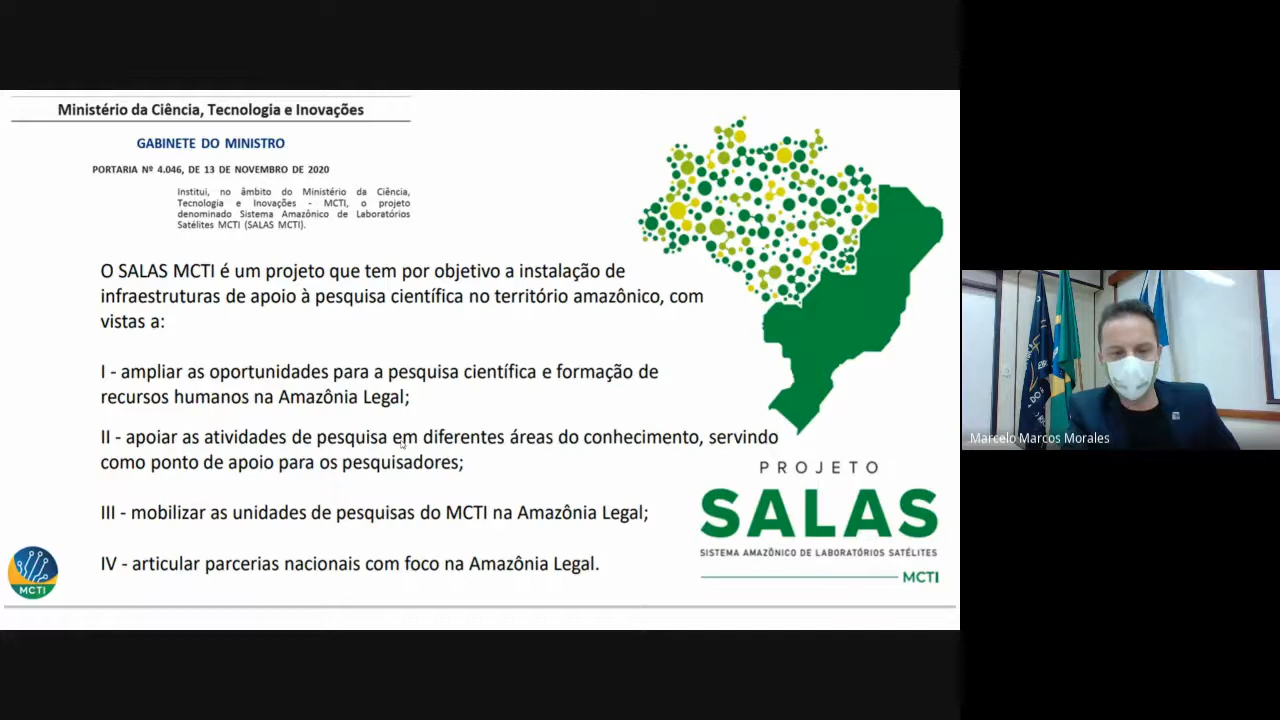 Ministério da Ciência, Tecnologia e Inovações
GABINETE DO MINISTRO
PORTARIA Nº 4.046, DE 13 DE NOVEMBRO DE 2020
Institui, no âmbito do Ministério da Ciência,
Tecnologia e Inovações - MCTI, o projeto
denominado Sistema Amazônico de Laboratórios
Satélites MCTI (SALAS MCTI).
O SALAS MCTI é um projeto que tem por objetivo a instalação de
infraestruturas de apoio à pesquisa científica no território amazônico, com
vistas a:
I - ampliar as oportunidades para a pesquisa científica e formação de
recursos humanos na Amazônia Legal;
II - apoiar as atividades de pesquisa em diferentes áreas do conhecimento, servindo
como ponto de apoio para os pesquisadores;
III - mobilizar as unidades de pesquisas do MCTI na Amazônia Legal;
IV - articular parcerias nacionais com foco na Amazônia Legal.
MCTI
PROJETO
SALAS
SISTEMA AMAZÔNICO DE LABORATÓRIOS SATÉLITES
MCTI
Marcelo Marcos Morales